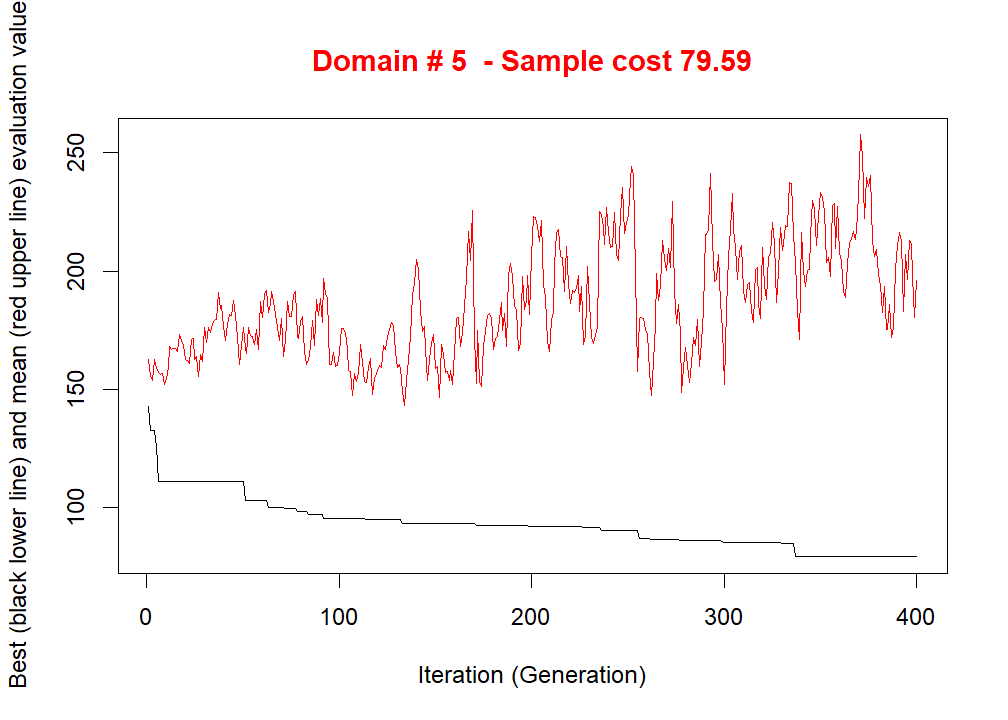 Domain # 5 - Sample cost 79.59
Best (black lower line) and mean (red upper line) evaluation value
250
200
150
100
0 100 200 300 400
Iteration (Generation)